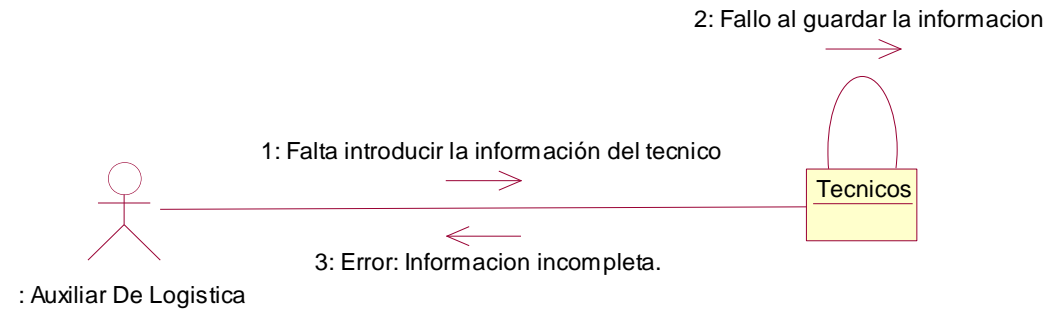 2: Fallo al guardar la informacion
1: Falta introducir la información del tecnico
Tecnicos
3: Error: Informacion incompleta.
: Auxiliar De Logistica